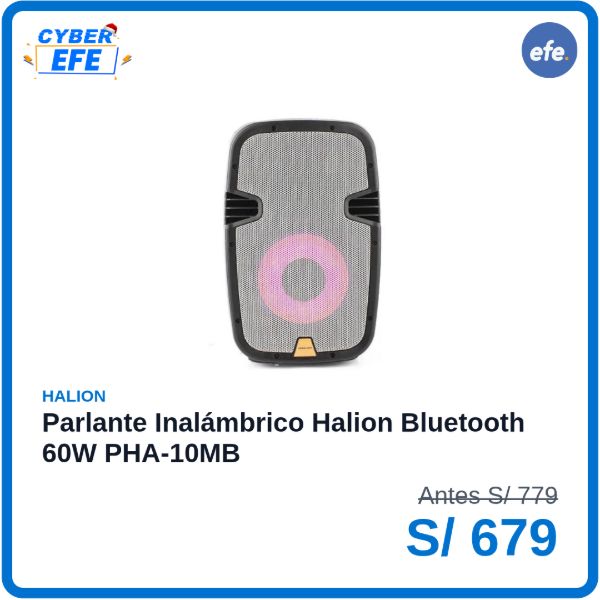 CYBER
EFE
efe.
HALION
Parlante Inalámbrico Halion Bluetooth
60W PHA-10MB
Antes S/ 779
S/ 679